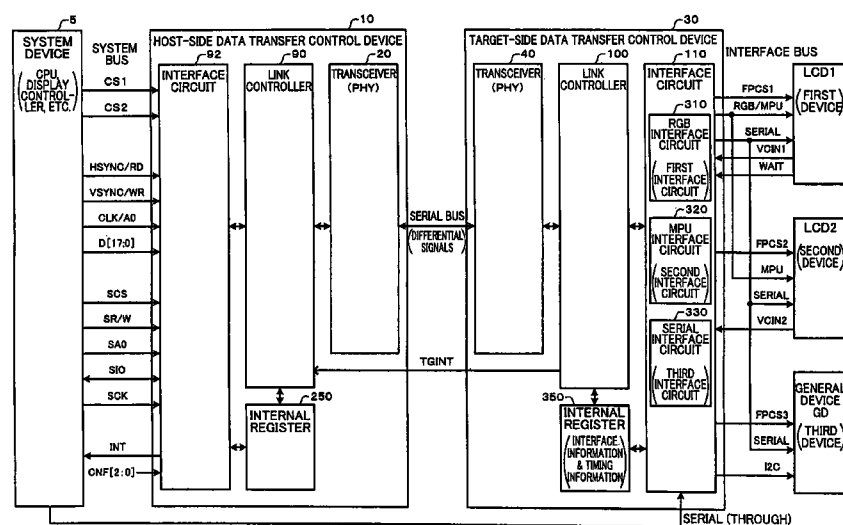 5
SYSTEM
DEVICE
(CPU, DISPLAY CONTROL-LER, ETC.)
SYSTEM
BUS
CS1
CS2
HSYNC/RD
VSYNC/WR
CLK/A0
D[17:0]
SCS
SR/W
SA0
SIO
SCK
INT
CNF[2:0]
10
HOST-SIDE DATA TRANSFER CONTROL DEVICE
92
INTERFACE
CIRCUIT
90
LINK
CONTROLLER
20
TRANSCEIVER
(PHY)
250
INTERNAL
REGISTER
SERIAL BUS
(DIFFERENTIAL SIGNALS)
TGINT
30
TARGET-SIDE DATA TRANSFER CONTROL DEVICE
40
TRANSCEIVER
(PHY)
100
LINK
CONTROLLER
350
INTERNAL
REGISTER
(INTERFACE INFORMATION & TIMING INFORMATION)
110
INTERFACE
CIRCUIT
310
RGB
INTERFACE
CIRCUIT
(FIRST INTERFACE CIRCUIT)
320
MPU
INTERFACE
CIRCUIT
(SECOND INTERFACE CIRCUIT)
330
SERIAL
INTERFACE
CIRCUIT
(THIRD INTERFACE CIRCUIT)
INTERFACE BUS
FPCS1
RGB/MPU
SERIAL
VCIN1
WAIT
LCD1
(FIRST DEVICE)
FPCS2
MPU
SERIAL
VCIN2
LCD2
(SECOND DEVICE)
FPCS3
SERIAL
I2C
GENERAL
DEVICE
GD
(THIRD DEVICE)
SERIAL (THROUGH)